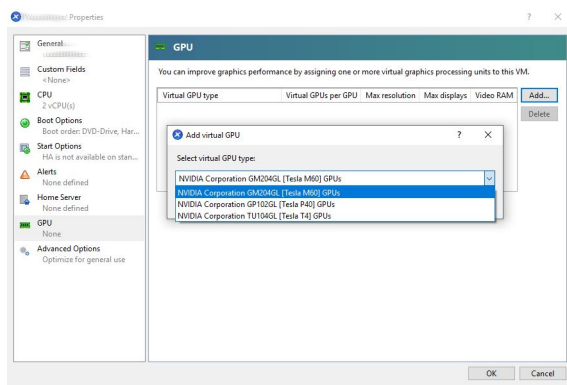 : Properties
?
General
Custom Fields
<None>
CPU
2 vCPU(s)
Boot Options
Boot order: DVD-Drive, Har...
Start Options
HA is not available on stan...
Alerts
None defined
Home Server
None defined
GPU
None
Advanced Options
Optimize for general use
GPU
You can improve graphics performance by assigning one or more virtual graphics processing units to this VM.
Virtual GPU type Virtual GPUs per GPU Max resolution Max displays Video RAM
Add...
Delete
Add virtual GPU ?
Select virtual GPU type:
NVIDIA Corporation GM204GL [Tesla M60] GPUs
NVIDIA Corporation GM204GL [Tesla M60] GPUs
NVIDIA Corporation GP102GL [Tesla P40] GPUs
NVIDIA Corporation TU104GL [Tesla T4] GPUs
OK Cancel